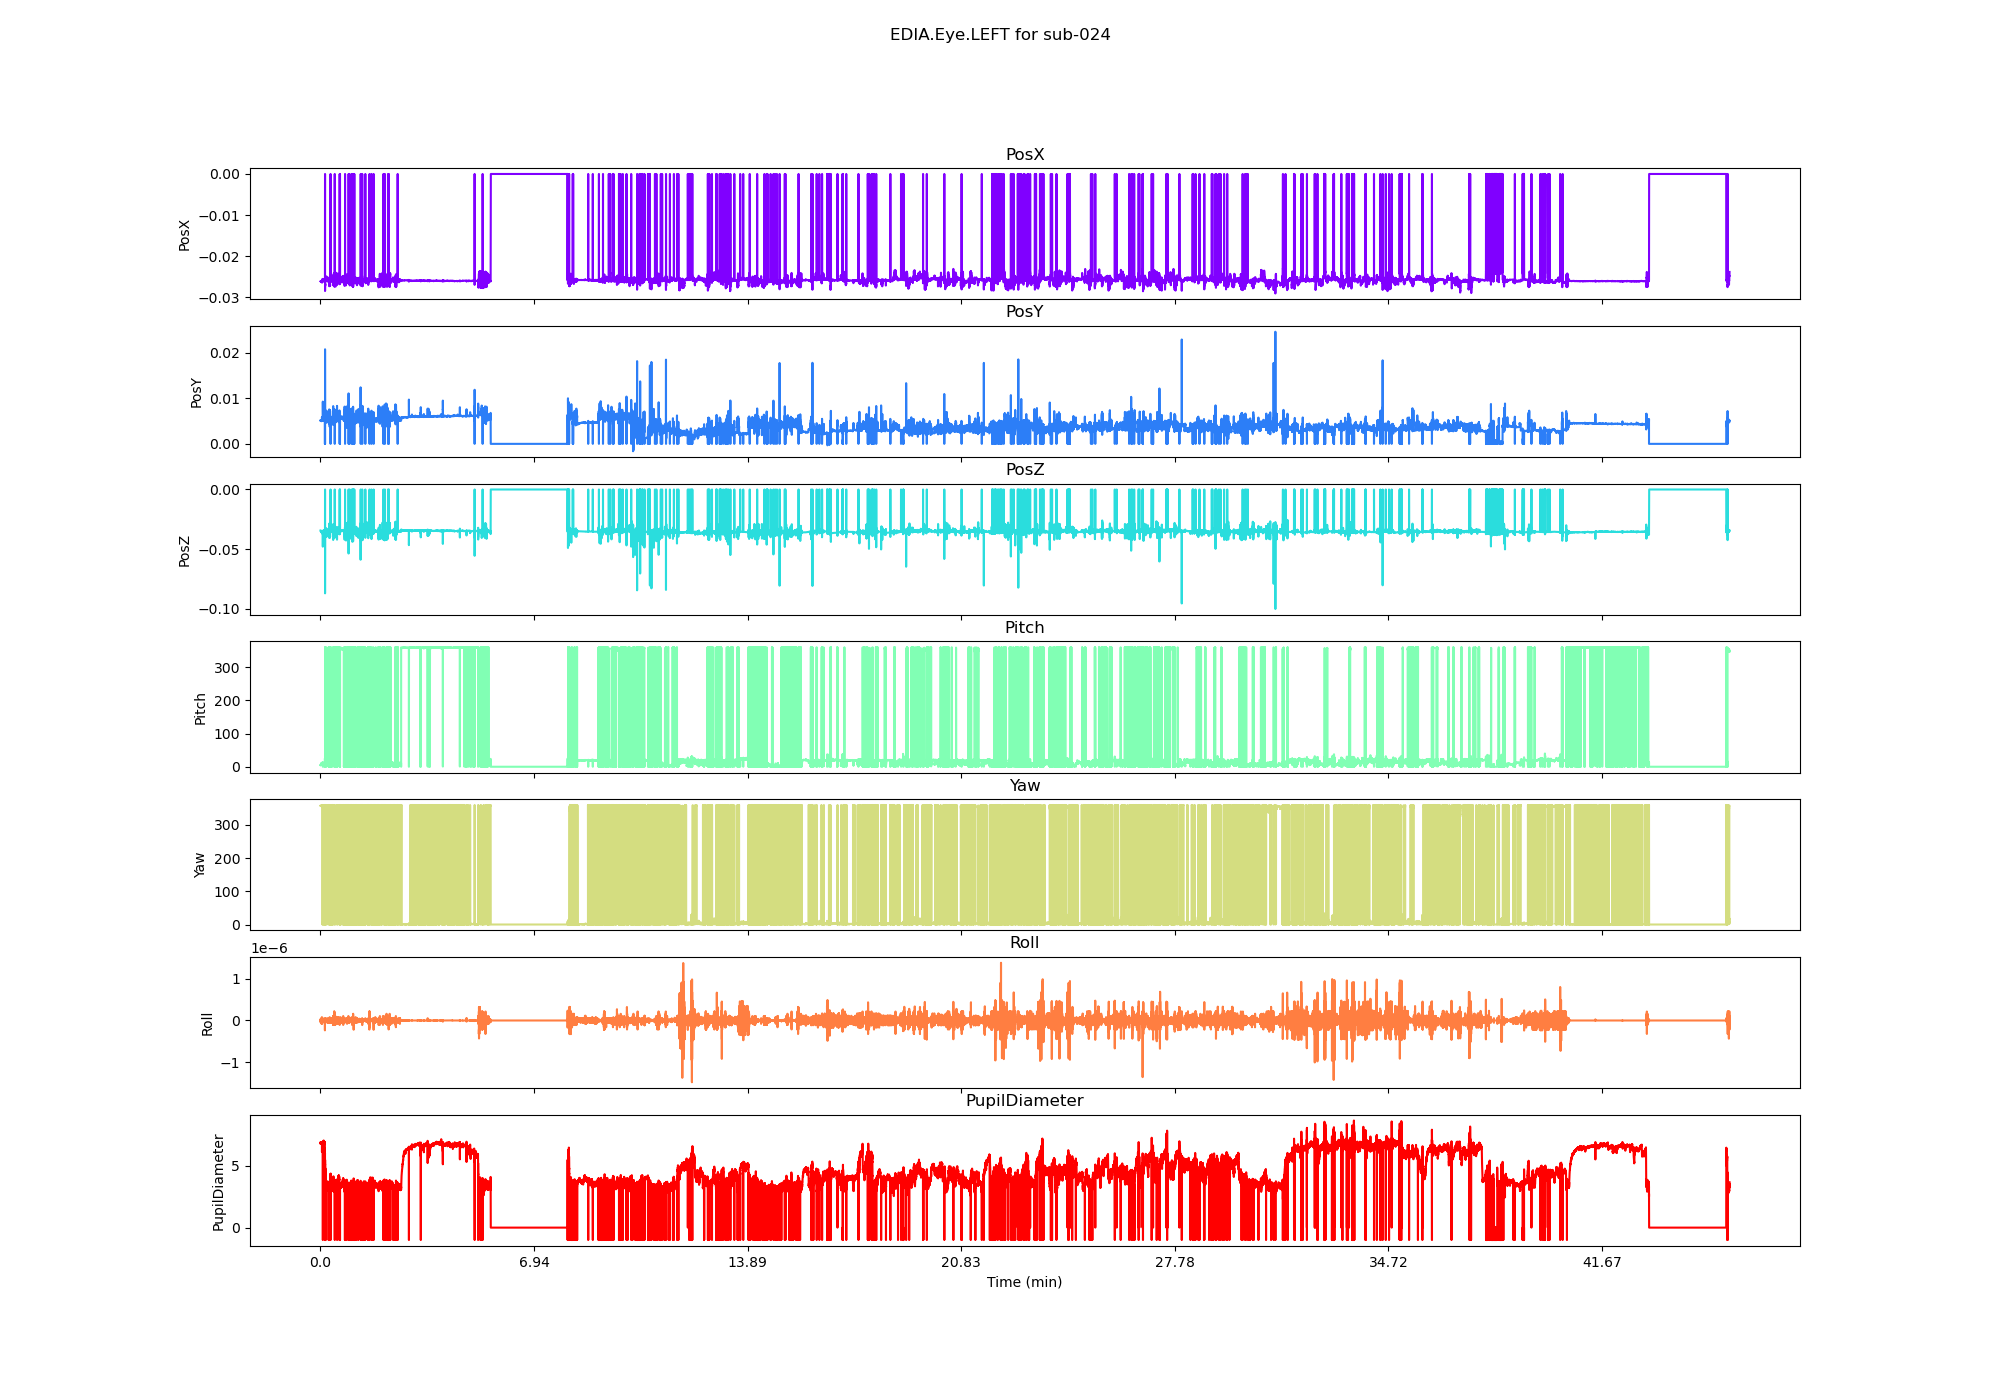 EDIA.Eye.LEFT for sub-024
PosX
0.00
−0.01
−0.02
−0.03
PosX
PosY
0.02
0.01
0.00
PosY
PosZ
0.00
−0.05
−0.10
PosZ
Pitch
300
200
100
0
Pitch
Yaw
300
200
100
0
Yaw
1e−6
Roll
1
0
−1
Roll
PupilDiameter
5
0
PupilDiameter
0.0 6.94 13.89 20.83 27.78 34.72 41.67
Time (min)